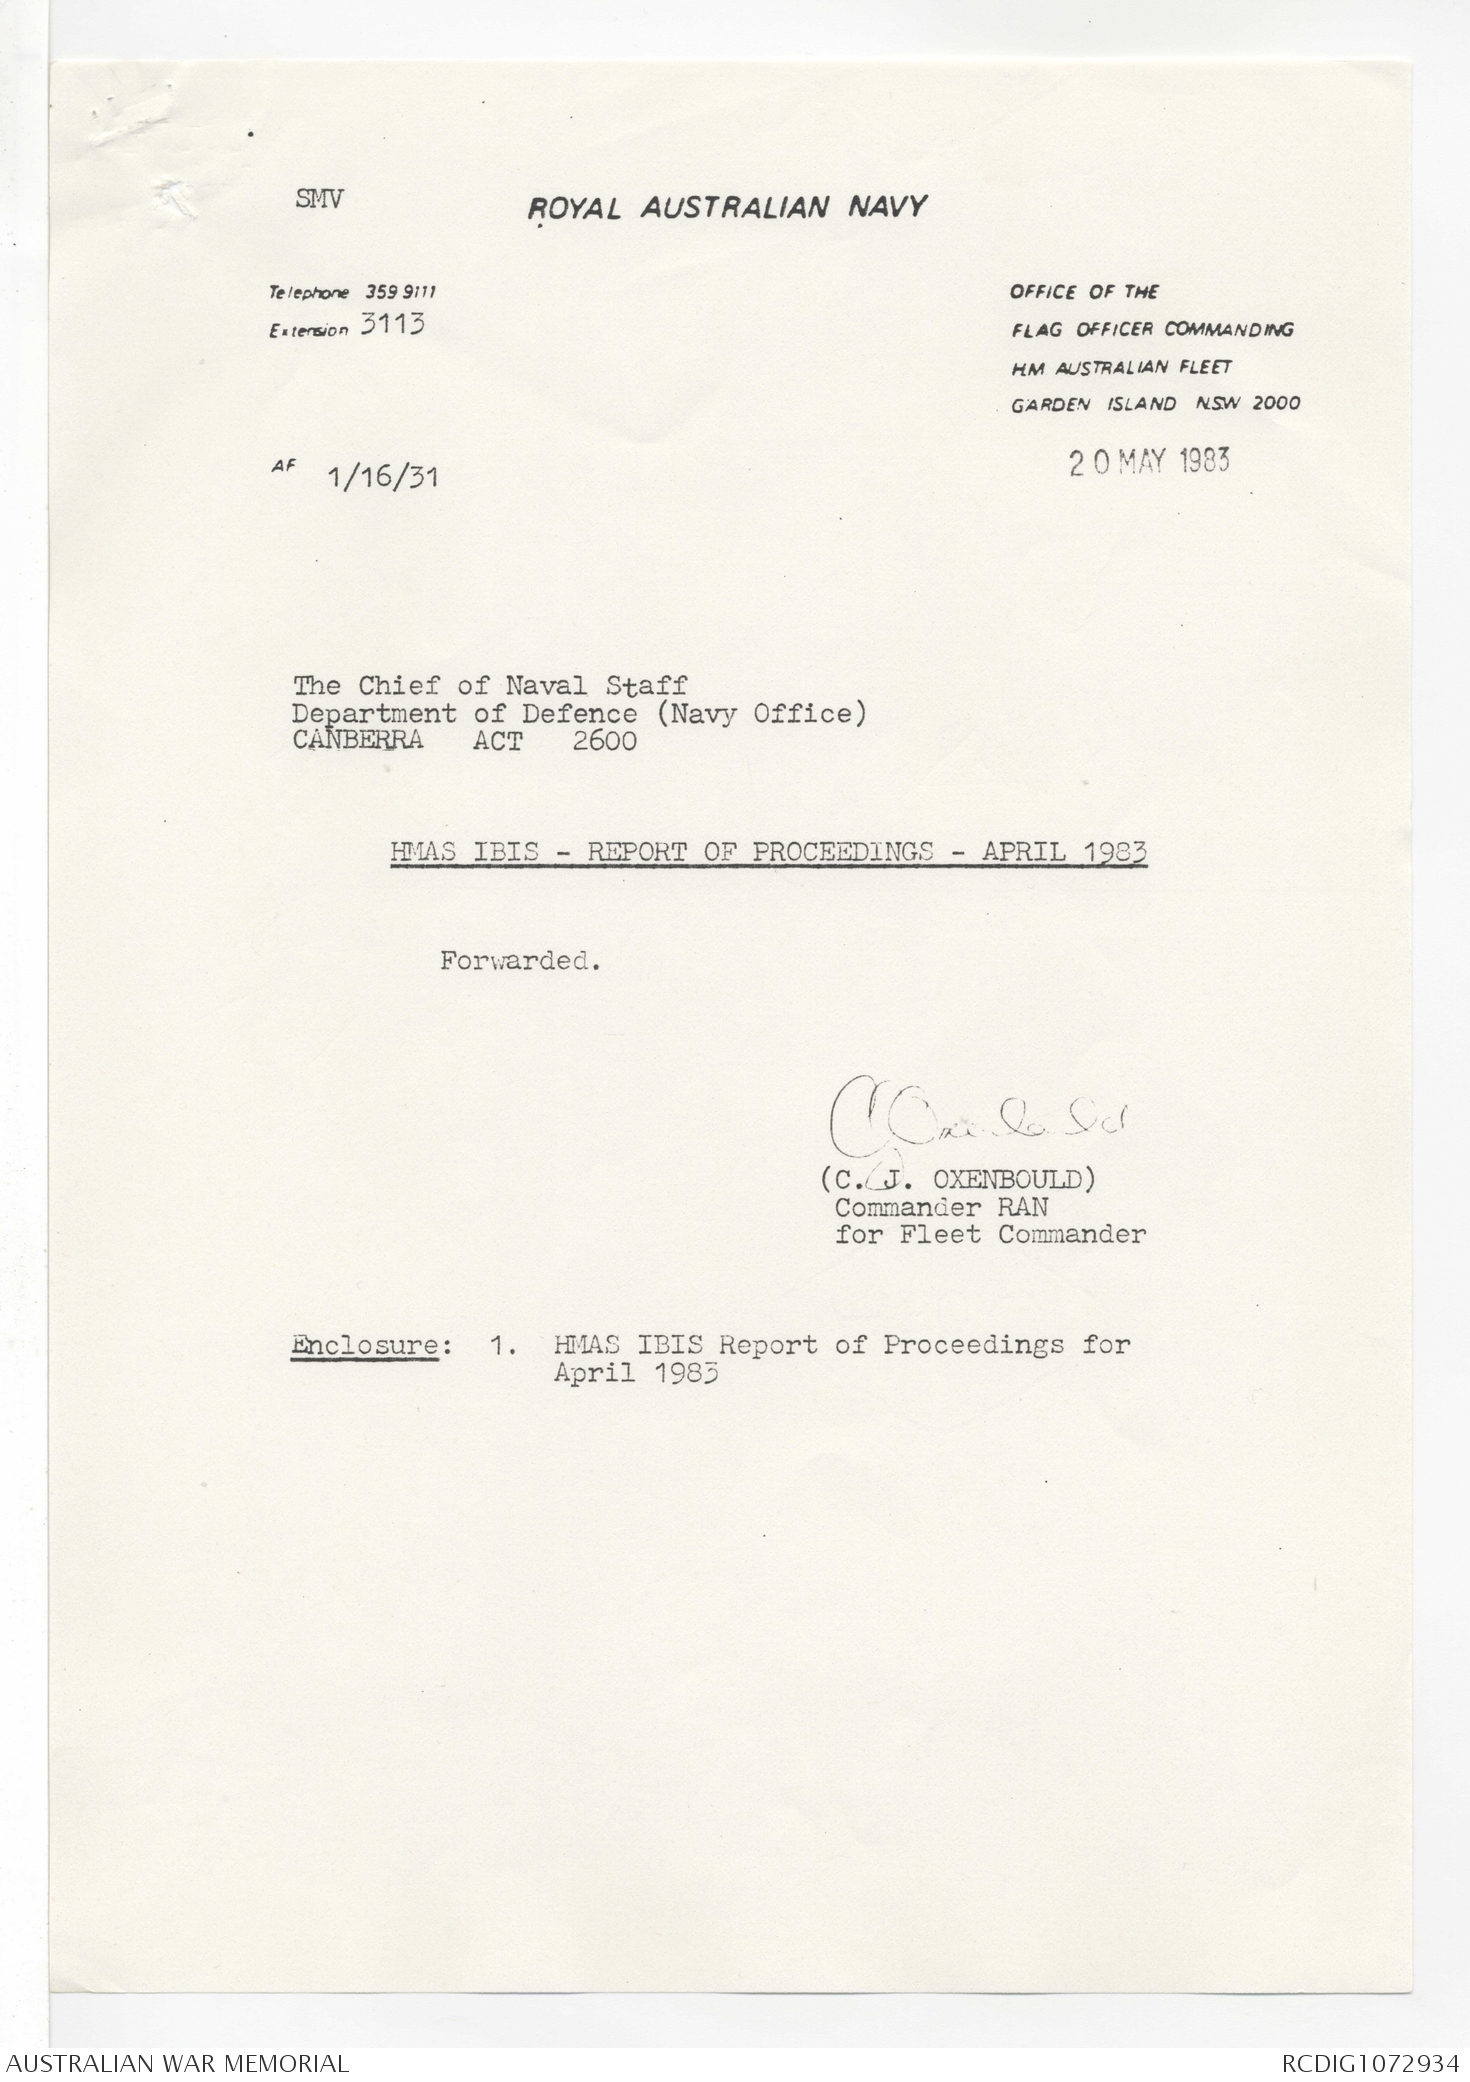 SMV
ROYAL AUSTRALIAN NAVY
Telephone 359 9111
Extension 3113
OFFICE OF THE
FLAG OFFICER COMMANDING
H.M AUSTRALIAN FLEET
GARDEN ISLAND N.S.W 2000
AF 1/16/31
20 MAY 1983
The Chief of Naval Staff
Department of Defence (Navy Office)
CANBERRA ACT 2600
HMAS IBIS - REPORT OF PROCEEDINGS - APRIL 1983
Forwarded.
CJ Oxenbould
(C. J. OXENBOULD)
Commander RAN
for Fleet Commander
Enclosure: 1. HMAS IBIS Report of Proceedings for
April 1983
AUSTRALIAN WAR MEMORIAL
RCDIG1072934